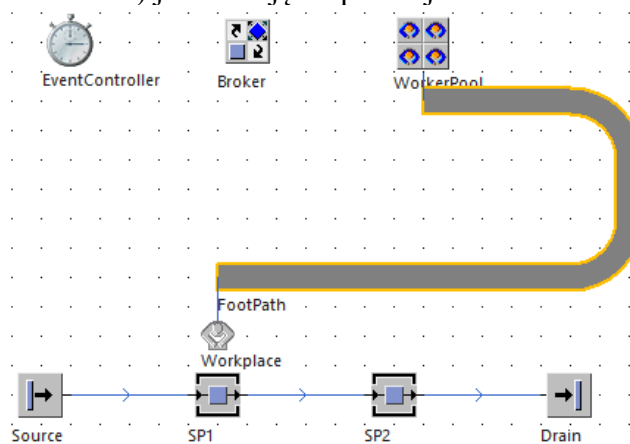 EventController
Broker
WorkerPool
FootPath
Workplace
Source
SP1
SP2
Drain